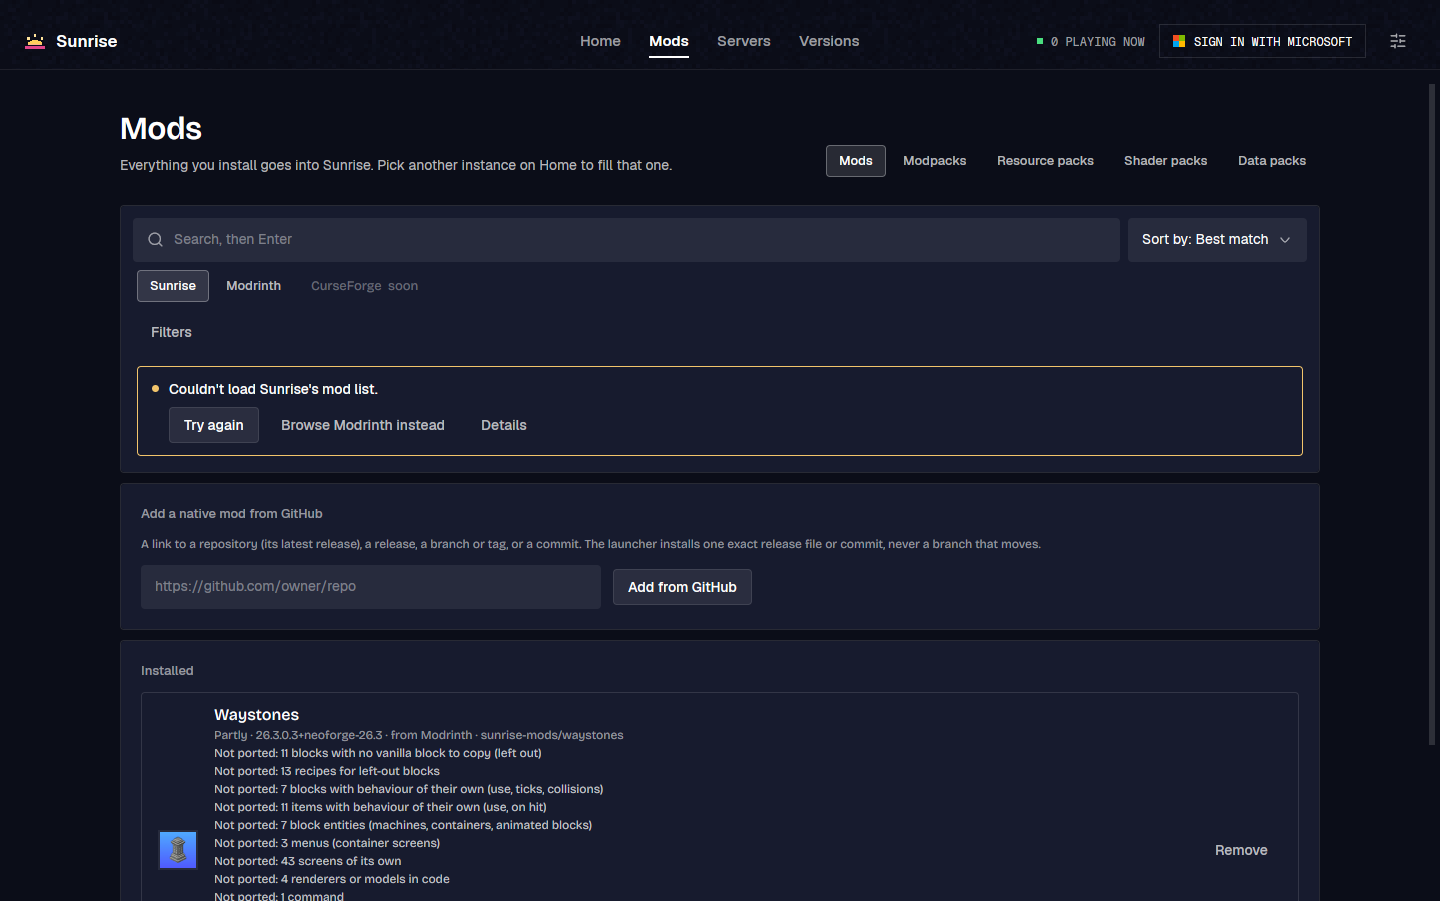 Sunrise
Home
Mods
Servers
Versions
0 PLAYING NOW
SIGN IN WITH MICROSOFT
Mods
Everything you install goes into Sunrise. Pick another instance on Home to fill that one.
Mods
Modpacks
Resource packs
Shader packs
Data packs
Search, then Enter
Sort by: Best match
Sunrise
Modrinth
CurseForge soon
Filters
Couldn't load Sunrise's mod list.
Try again
Browse Modrinth instead
Details
Add a native mod from GitHub
A link to a repository (its latest release), a release, a branch or tag, or a commit. The launcher installs one exact release file or commit, never a branch that moves.
https://github.com/owner/repo
Add from GitHub
Installed
Waystones
Partly · 26.3.0.3+neoforge-26.3 · from Modrinth · sunrise-mods/waystones
Not ported: 11 blocks with no vanilla block to copy (left out)
Not ported: 13 recipes for left-out blocks
Not ported: 7 blocks with behaviour of their own (use, ticks, collisions)
Not ported: 11 items with behaviour of their own (use, on hit)
Not ported: 7 block entities (machines, containers, animated blocks)
Not ported: 3 menus (container screens)
Not ported: 43 screens of its own
Not ported: 4 renderers or models in code
Not ported: 1 command
Remove